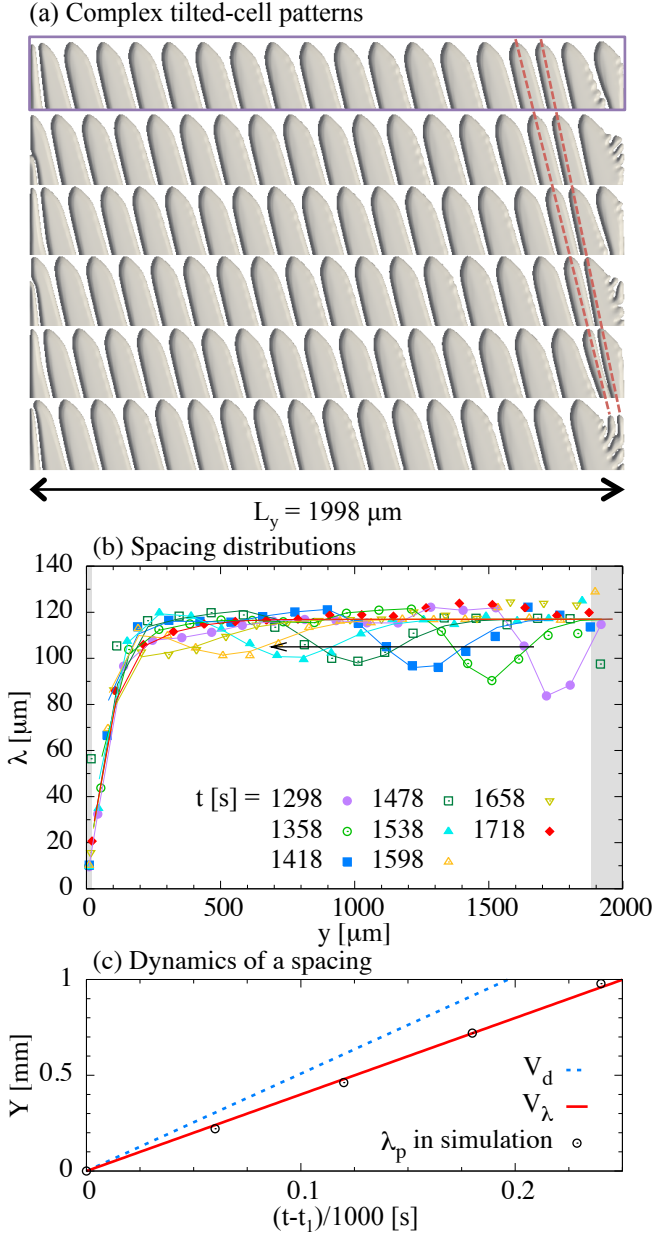 (a) Complex tilted-cell patterns
L_y = 1998 μm
(b) Spacing distributions
140
120
100
80
60
40
20
0
λ [μm]
t [s] = 1298 1478 1658
1358 1538 1718
1418 1598
0 500 1000 1500 2000
y [μm]
(c) Dynamics of a spacing
1
0.5
0
Y [mm]
V_d
V_λ
λ_p in simulation
0 0.1 0.2
(t-t_1)/1000 [s]